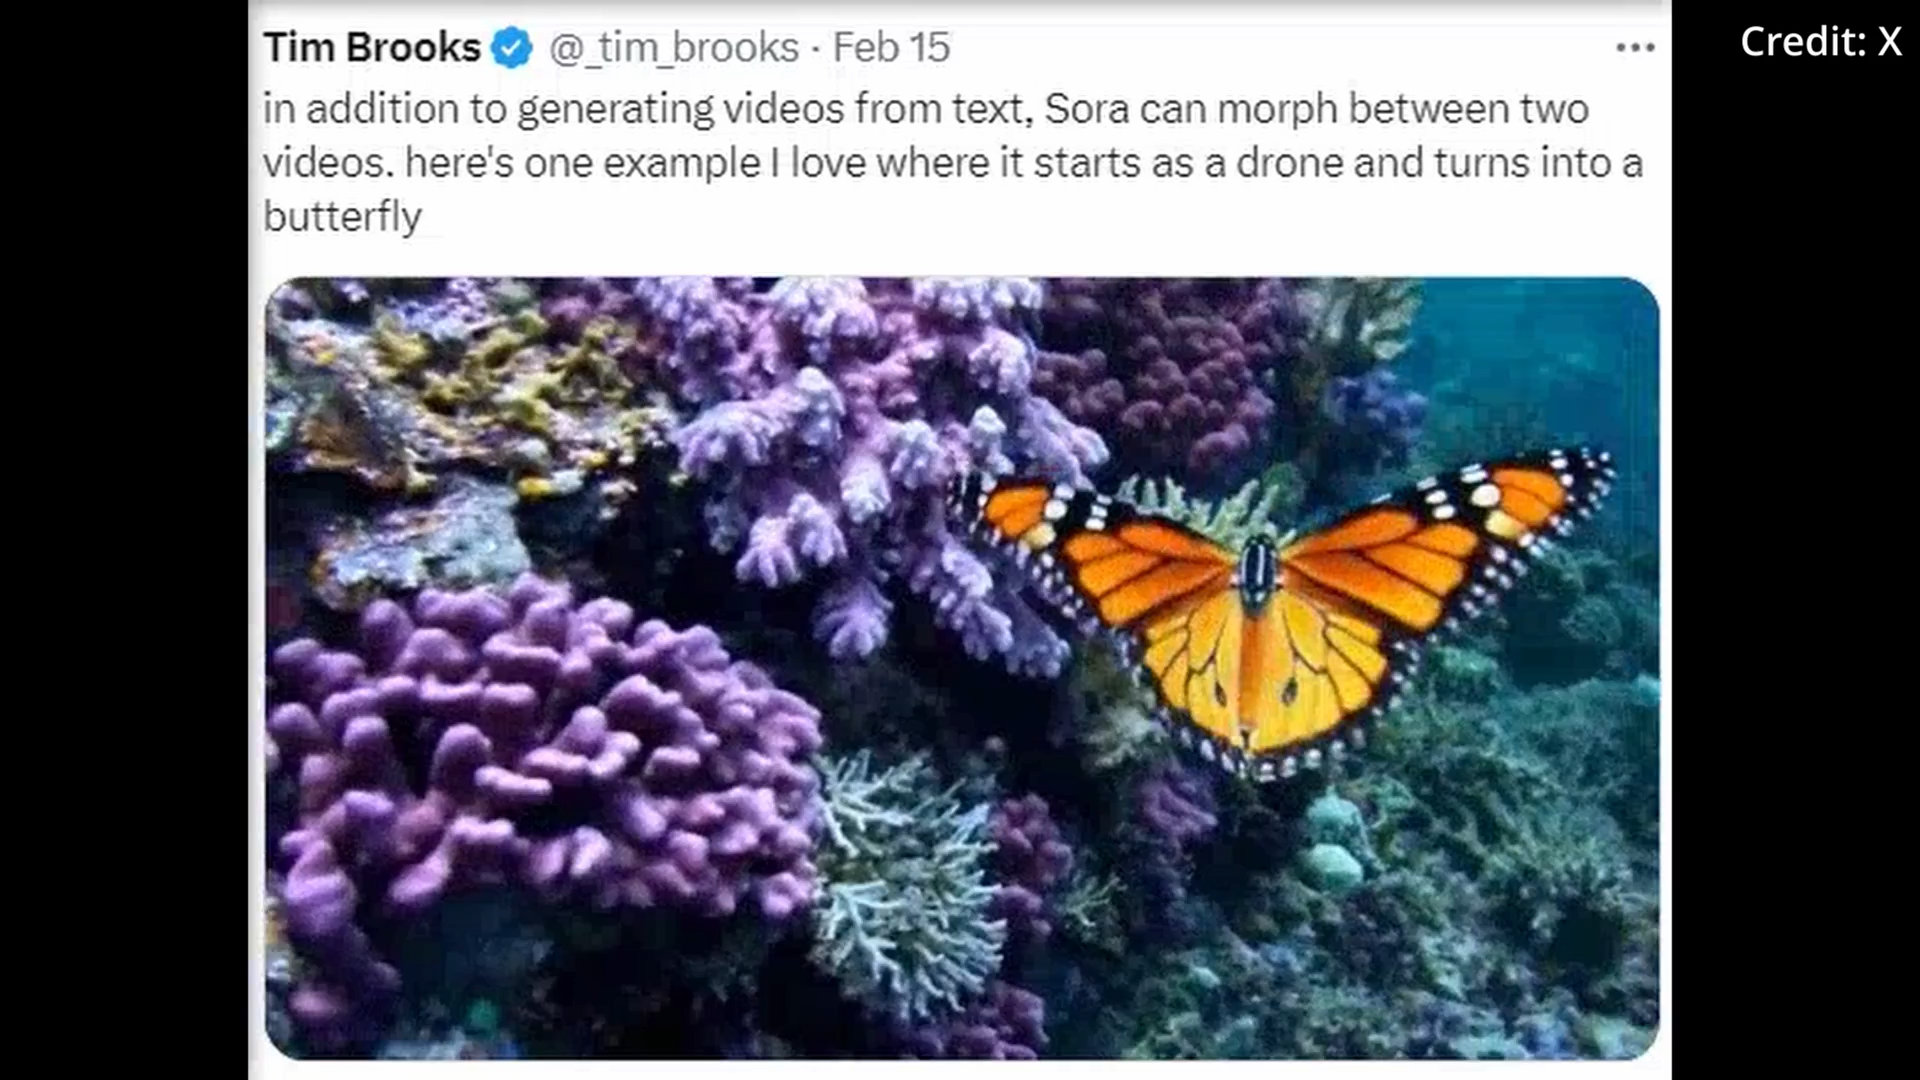 Tim Brooks @_tim_brooks · Feb 15
Credit: X
in addition to generating videos from text, Sora can morph between two
videos. here's one example I love where it starts as a drone and turns into a
butterfly